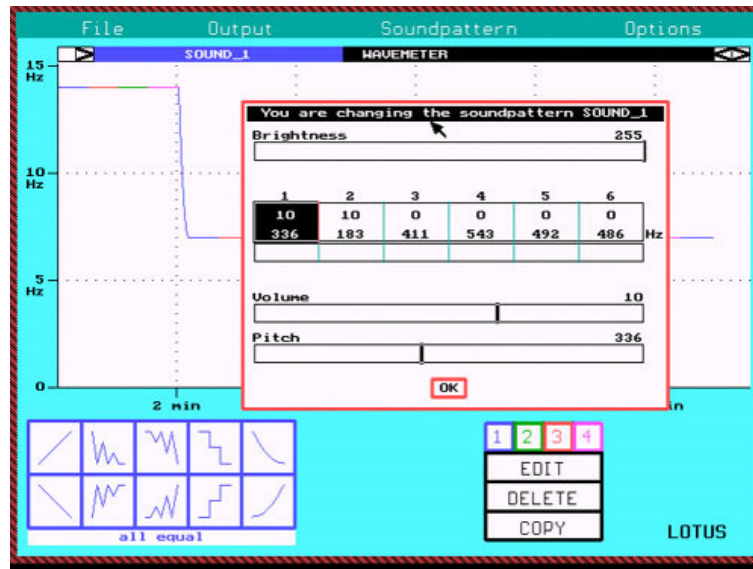 File Output Soundpattern Options
SOUND_1 WAVEMETER
15
Hz
You are changing the soundpattern SOUND_1
Brightness 255
10
Hz
1 2 3 4 5 6
10 10 0 0 0 0
336 183 411 543 492 486 Hz
5
Hz
Volume 10
Pitch 336
OK
0
2 min in
1 2 3 4
EDIT
DELETE
COPY
all equal
LOTUS